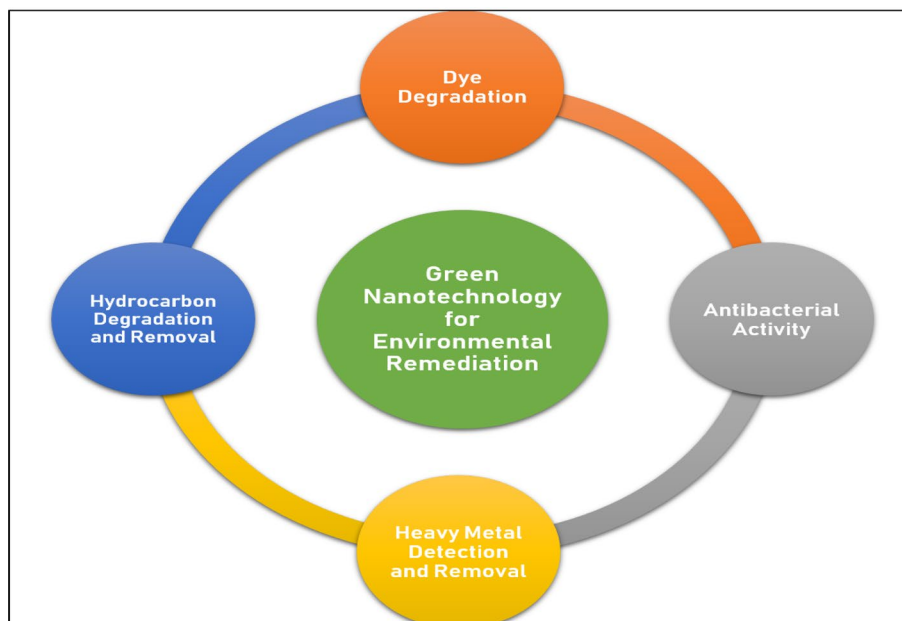 Dye
Degradation
Green
Nanotechnology
for
Environmental
Remediation
Hydrocarbon
Degradation
and Removal
Antibacterial
Activity
Heavy Metal
Detection
and Removal